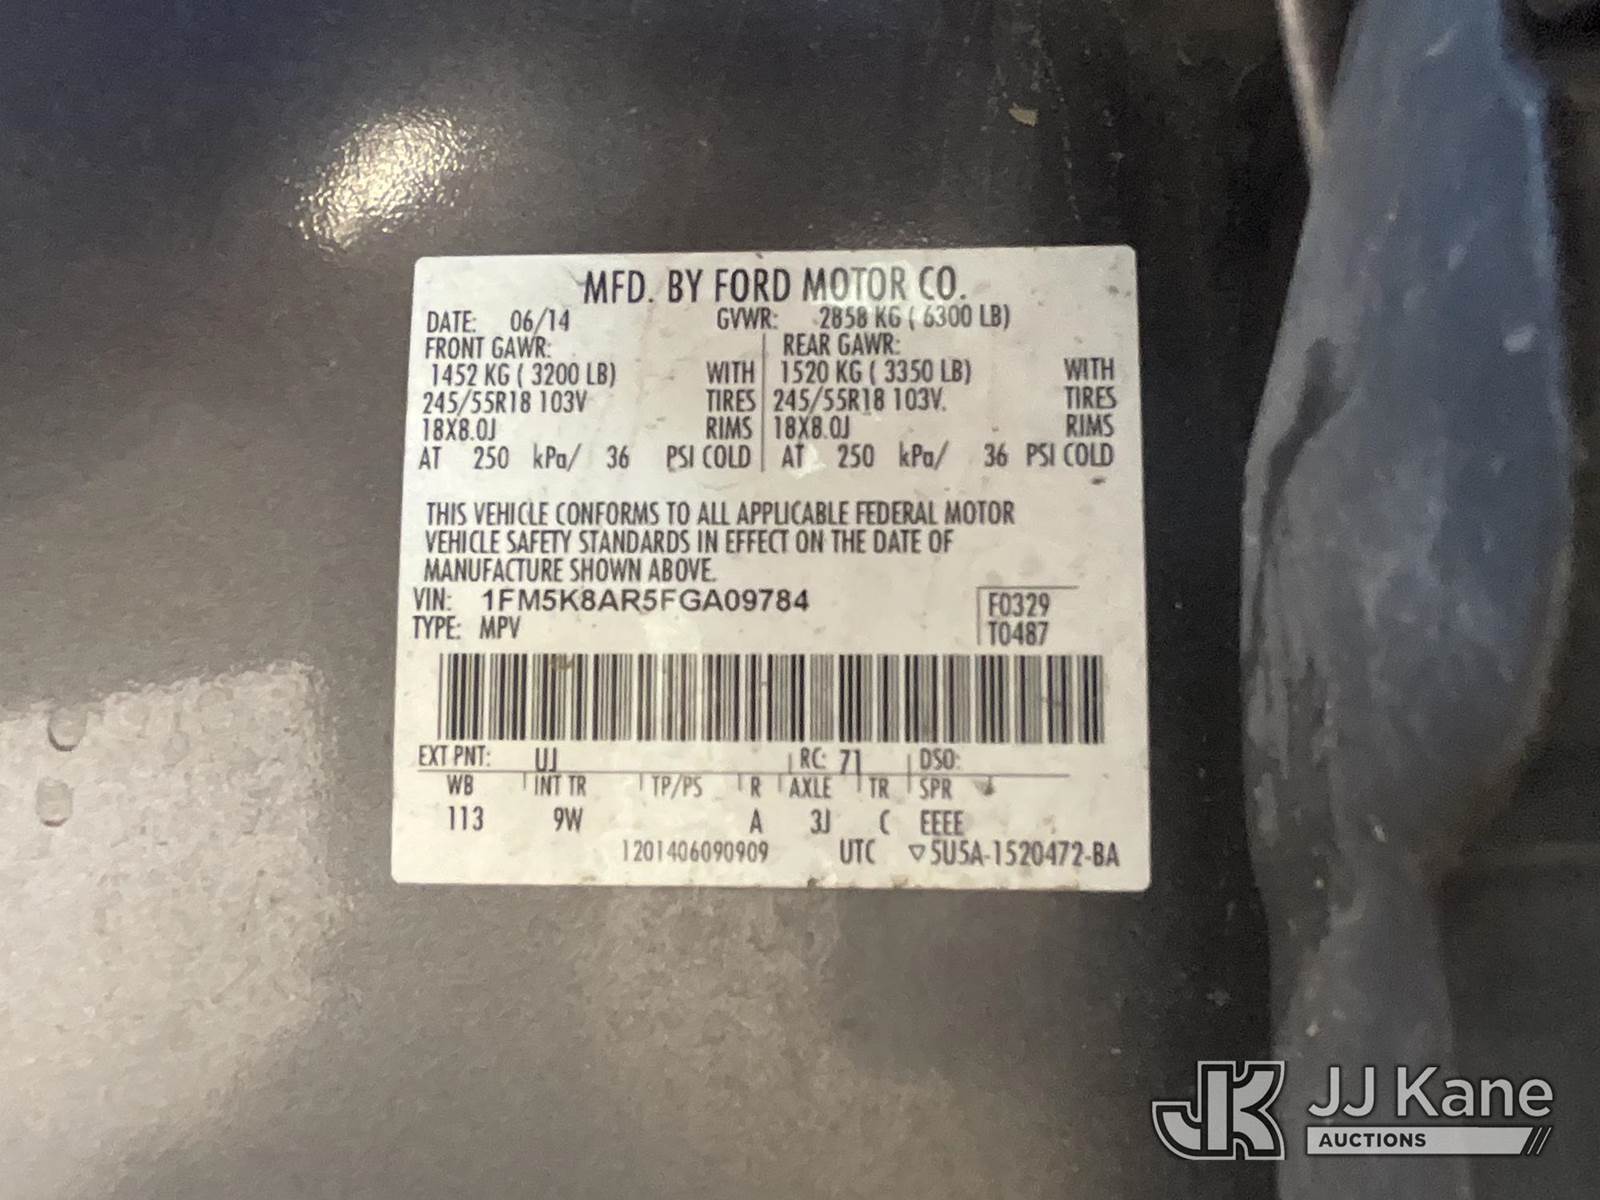 MFD. BY FORD MOTOR CO.
DATE: 06/14 GVWR: 2858 KG ( 6300 LB)
FRONT GAWR: REAR GAWR:
1452 KG ( 3200 LB) WITH 1520 KG ( 3350 LB) WITH
245/55R18 103V TIRES 245/55R18 103V. TIRES
18X8.0J RIMS 18X8.0J RIMS
AT 250 kPa/ 36 PSI COLD AT 250 kPa/ 36 PSI COLD
THIS VEHICLE CONFORMS TO ALL APPLICABLE FEDERAL MOTOR
VEHICLE SAFETY STANDARDS IN EFFECT ON THE DATE OF
MANUFACTURE SHOWN ABOVE.
VIN: 1FM5K8AR5FGA09784 F0329
TYPE: MPV T0487
EXT PNT: UJ RC: 71 DSO:
WB INT TR TP/PS R AXLE TR SPR
113 9W A 3J C EEEE
1201406090909 UTC ▽5U5A-1520472-BA
JK JJ Kane
AUCTIONS